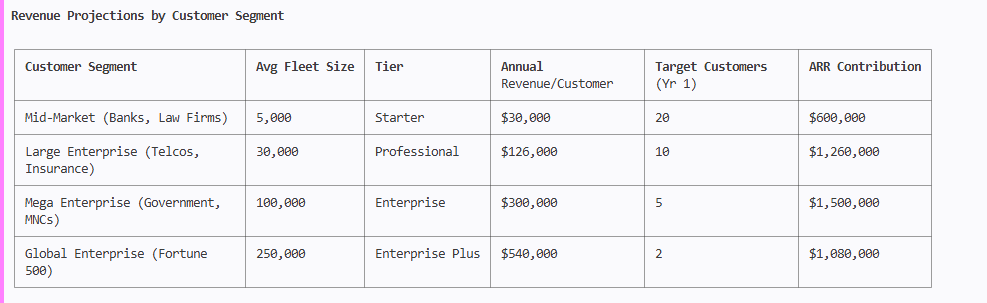 Revenue Projections by Customer Segment
Customer Segment Avg Fleet Size Tier Annual Revenue/Customer Target Customers (Yr 1) ARR Contribution
Mid-Market (Banks, Law Firms) 5,000 Starter $30,000 20 $600,000
Large Enterprise (Telcos, Insurance) 30,000 Professional $126,000 10 $1,260,000
Mega Enterprise (Government, MNCs) 100,000 Enterprise $300,000 5 $1,500,000
Global Enterprise (Fortune 500) 250,000 Enterprise Plus $540,000 2 $1,080,000